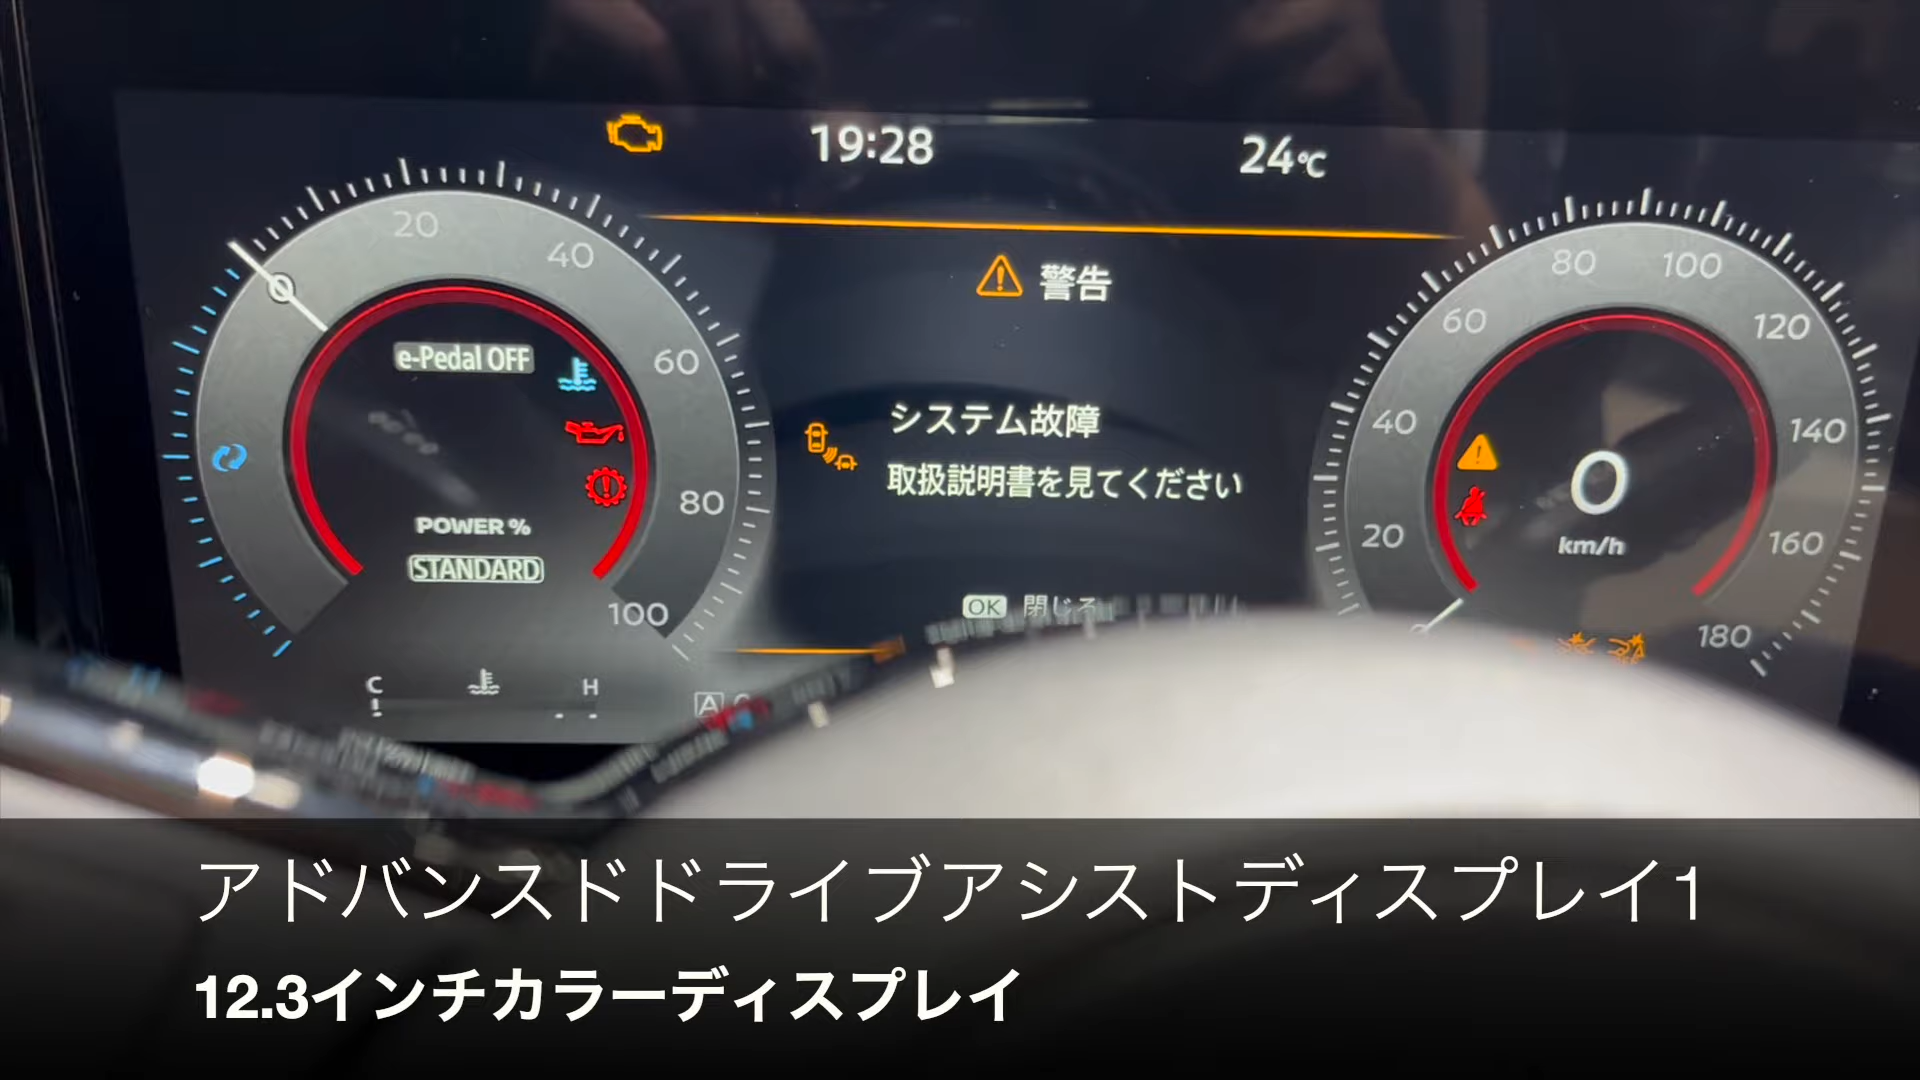 19:28
24℃
警告
システム故障
取扱説明書を見てください
OK 閉じる
0
20
40
60
80
100
e-Pedal OFF
POWER %
STANDARD
C
H
A
20
40
60
80
100
120
140
160
180
0
km/h
アドバンスドドライブアシストディスプレイ1
12.3インチカラーディスプレイ